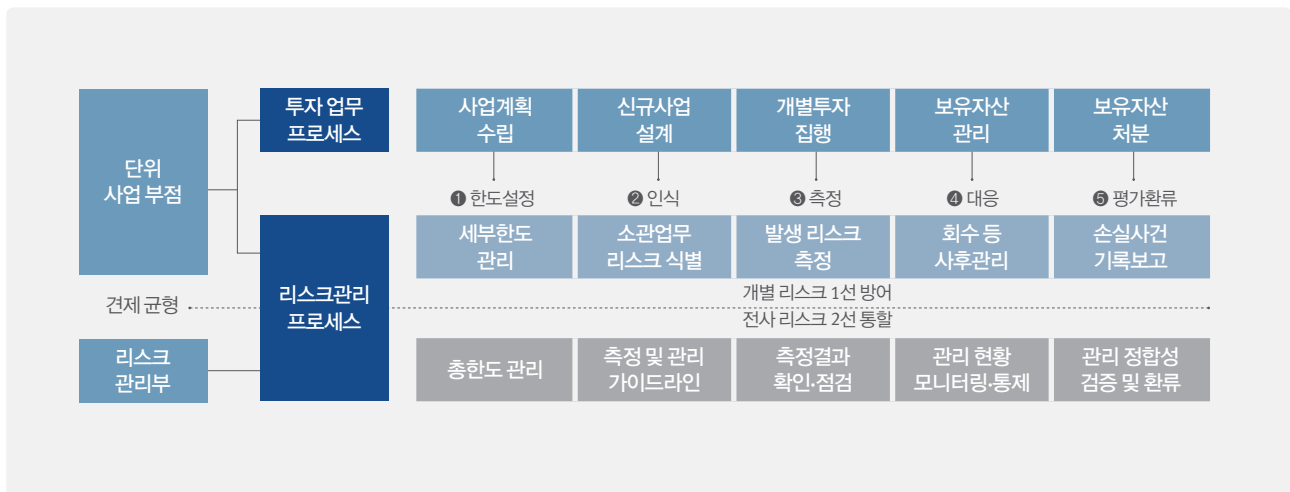 단위
사업 부점
투자 업무
프로세스
사업계획
수립
신규사업
설계
개별투자
집행
보유자산
관리
보유자산
처분
❶ 한도설정
❷ 인식
❸ 측정
❹ 대응
❺ 평가환류
리스크관리
프로세스
세부한도
관리
소관업무
리스크 식별
발생 리스크
측정
회수 등
사후관리
손실사건
기록보고
견제 균형
개별 리스크 1선 방어
전사 리스크 2선 통할
리스크
관리부
총한도 관리
측정 및 관리
가이드라인
측정결과
확인·점검
관리 현황
모니터링·통제
관리 정합성
검증 및 환류